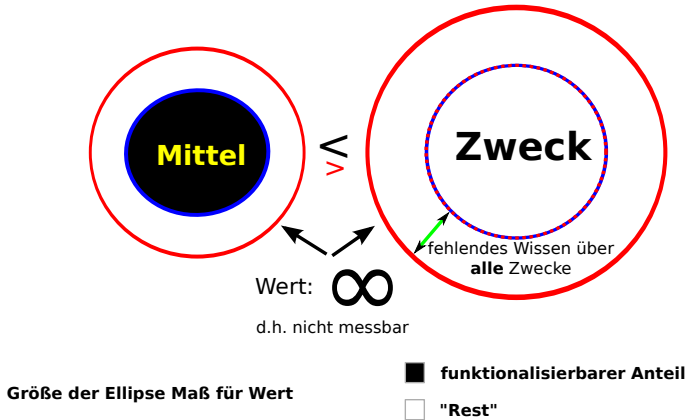 Mittel
<
>
Zweck
fehlendes Wissen über
alle Zwecke
Wert: ∞
d.h. nicht messbar
Größe der Ellipse Maß für Wert
funktionalisierbarer Anteil
"Rest"